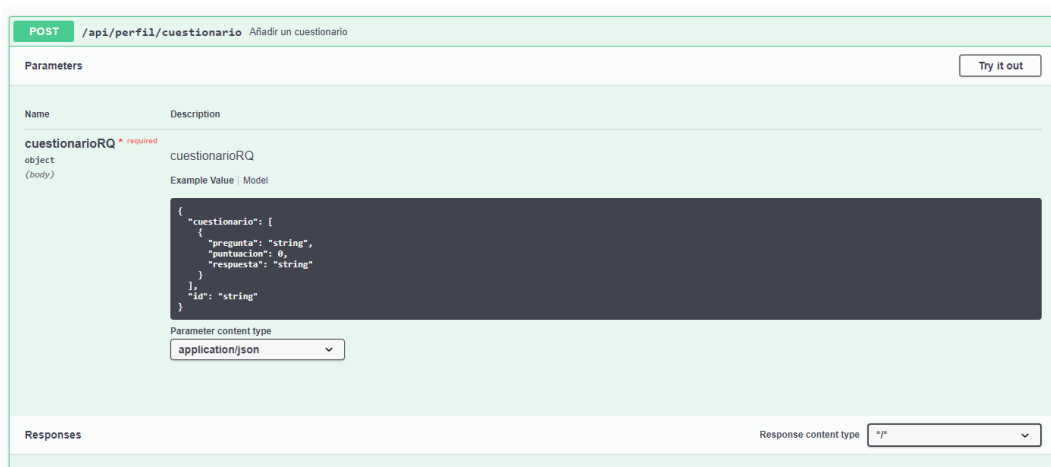 POST /api/perfil/cuestionario Añadir un cuestionario
Parameters
Try it out
Name Description
cuestionarioRQ * required
object
(body)
cuestionarioRQ
Example Value | Model
{
"cuestionario": [
{
"pregunta": "string",
"puntuacion": 0,
"respuesta": "string"
}
],
"id": "string"
}
Parameter content type
application/json
Responses
Response content type */*